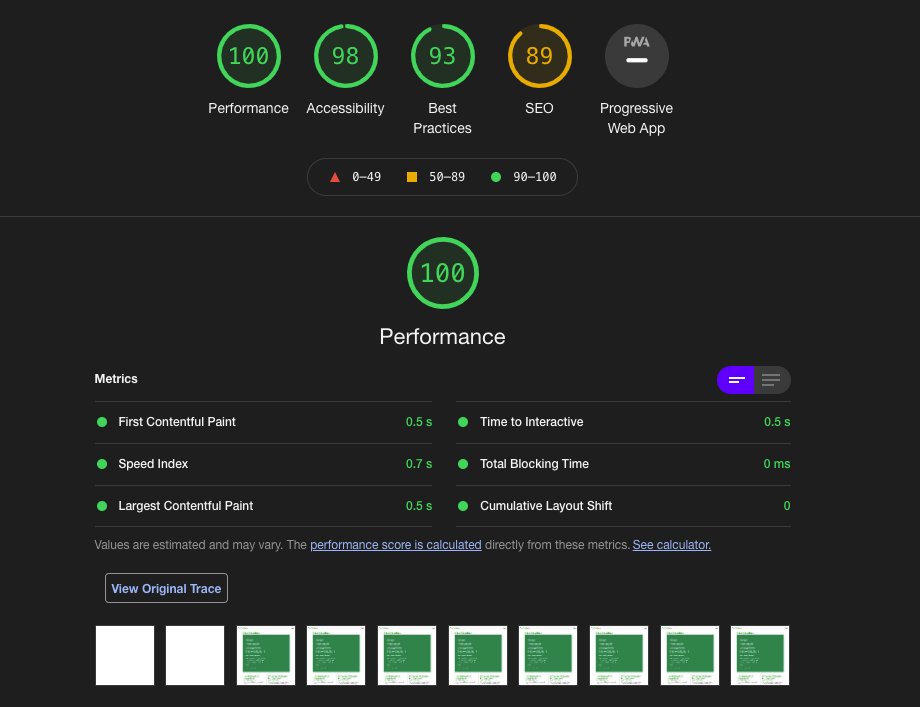 100 98 93 89 PWA
Performance Accessibility Best Practices SEO Progressive Web App
0–49 50–89 90–100
100
Performance
Metrics
First Contentful Paint 0.5 s
Time to Interactive 0.5 s
Speed Index 0.7 s
Total Blocking Time 0 ms
Largest Contentful Paint 0.5 s
Cumulative Layout Shift 0
Values are estimated and may vary. The performance score is calculated directly from these metrics. See calculator.
View Original Trace